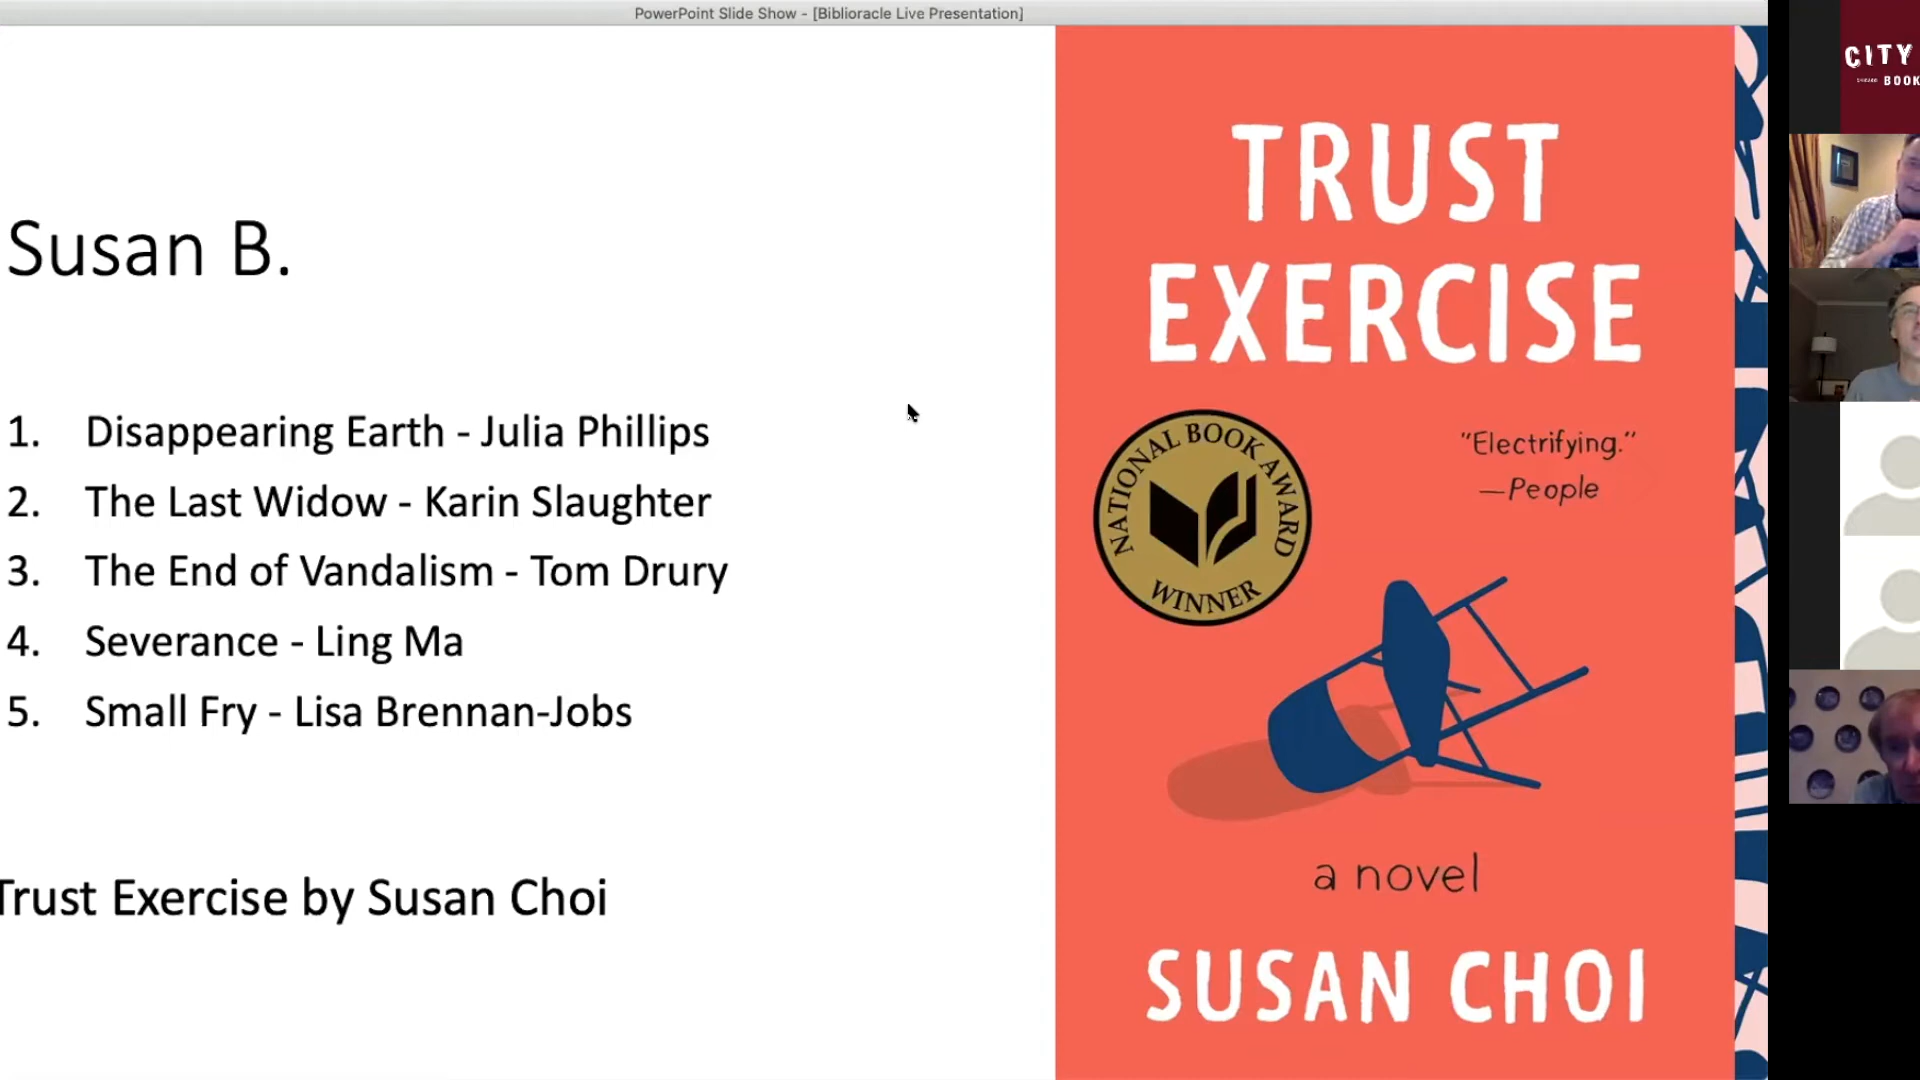 PowerPoint Slide Show - [Biblioracle Live Presentation]
Susan B.
1. Disappearing Earth - Julia Phillips
2. The Last Widow - Karin Slaughter
3. The End of Vandalism - Tom Drury
4. Severance - Ling Ma
5. Small Fry - Lisa Brennan-Jobs
Trust Exercise by Susan Choi
TRUST
EXERCISE
NATIONAL BOOK AWARD
WINNER
"Electrifying."
—People
a novel
SUSAN CHOI
CITY
BOOK